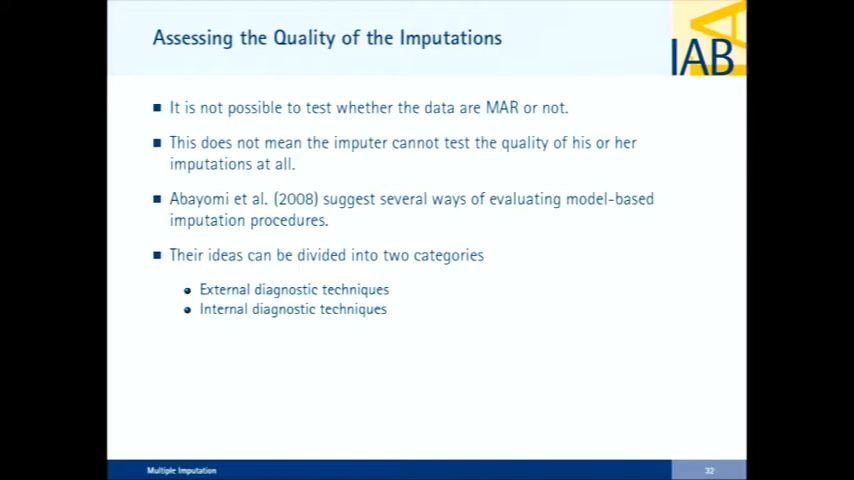 Assessing the Quality of the Imputations
IAB
It is not possible to test whether the data are MAR or not.
This does not mean the imputer cannot test the quality of his or her
imputations at all.
Abayomi et al. (2008) suggest several ways of evaluating model-based
imputation procedures.
Their ideas can be divided into two categories
External diagnostic techniques
Internal diagnostic techniques
Multiple Imputation
32